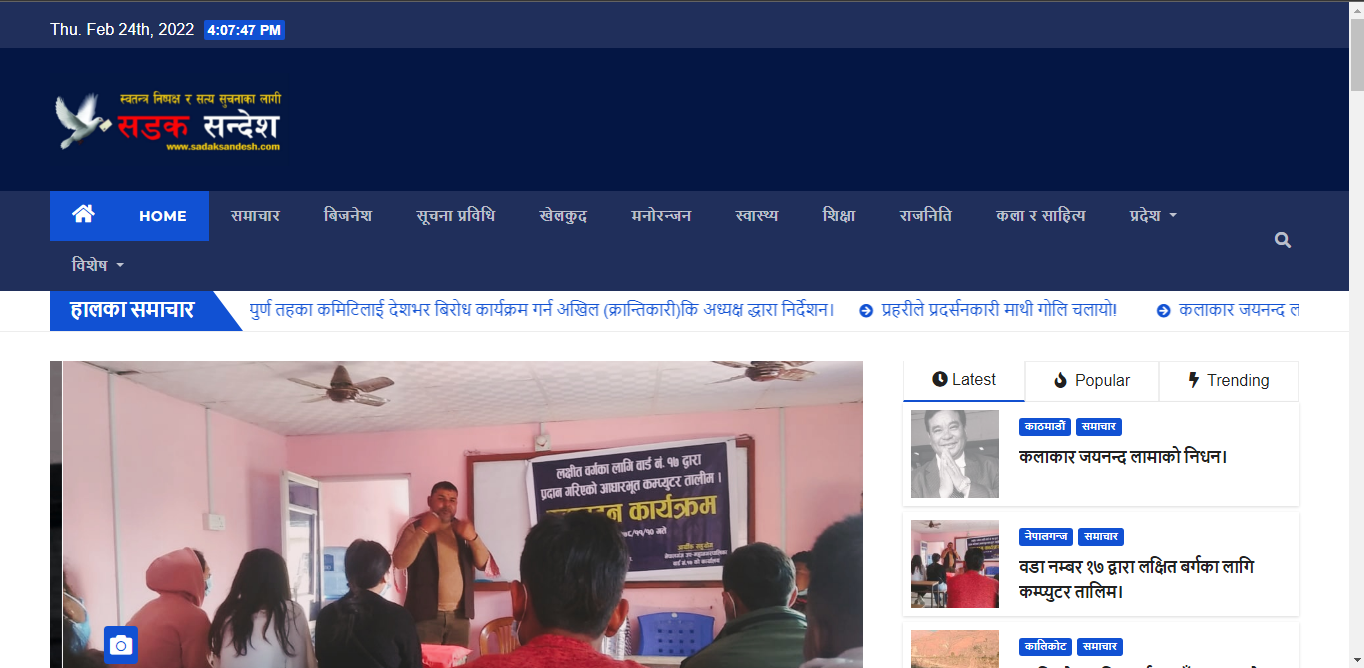 Thu. Feb 24th, 2022 4:07:47 PM
स्वतन्त्र निष्पक्ष र सत्य सुचनाका लागी
सडक सन्देश
www.sadaksandesh.com
HOME समाचार बिजनेश सूचना प्रविधि खेलकुद मनोरन्जन स्वास्थ्य शिक्षा राजनिति कला र साहित्य प्रदेश
विशेष
हालका समाचार पुर्ण तहका कमिटिलाई देशभर बिरोध कार्यक्रम गर्न अखिल (क्रान्तिकारी)कि अध्यक्ष द्धारा निर्देशन। प्रहरीले प्रदर्सनकारी माथी गोलि चलायो! कलाकार जयनन्द ल
लक्षीत वर्गका लागि वार्ड नं. १७ द्वारा
प्रदान गरिएको आधारभूत कम्प्युटर तालीम ।
कार्यक्रम
Latest Popular Trending
काठमाडौं समाचार
कलाकार जयनन्द लामाको निधन।
नेपालगन्ज समाचार
वडा नम्बर १७ द्वारा लक्षित बर्गका लागि
कम्प्युटर तालिम।
कालिकोट समाचार